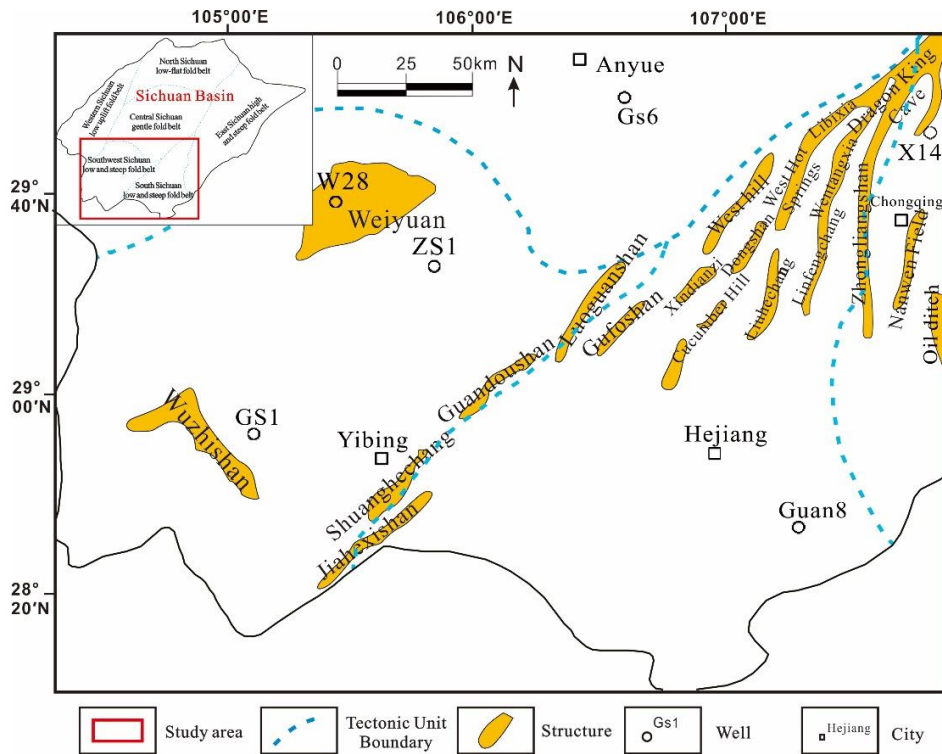 105°00'E
106°00'E
107°00'E
North Sichuan
low-flat fold belt
Western Sichuan
low uplift fold belt
Sichuan Basin
Central Sichuan
gentle fold belt
East Sichuan high
and steep fold belt
Southwest Sichuan
low and steep fold belt
South Sichuan
low and steep fold belt
0
25
50km
N
Anyue
Gs6
29°
40'N
W28
Weiyuan
ZS1
West hill
West Hot
Springs
Libixia
Wentangxia
Dragon King
Cave
X14
Chongqing
Dongshan
Xindianzi
Cucumber Hill
Liuhechang
Linfengchang
Zhongliangshan
Nanwen Field
Oil ditch
Luoguanshan
Gufoshan
Guandoushan
29°
00'N
Wuzhishan
GS1
Yibing
Shuanghechang
Jiahexishan
Hejiang
Guan8
28°
20'N
Study area
Tectonic Unit
Boundary
Structure
Gs1
Well
Hejiang
City